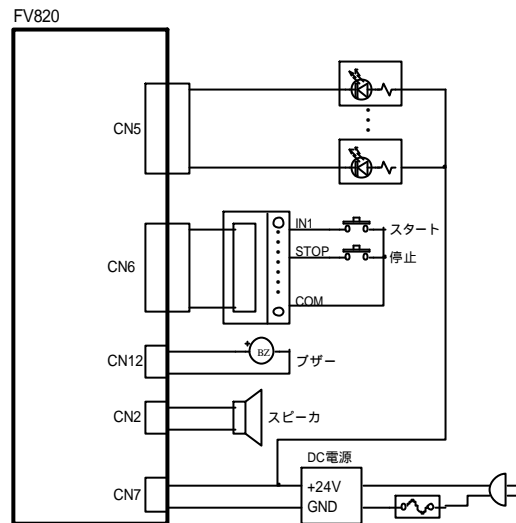 FV820
CN5
IN1
スタート
STOP
停止
CN6
COM
CN12
+
BZ
ブザー
CN2
スピーカ
DC電源
CN7
+24V
GND